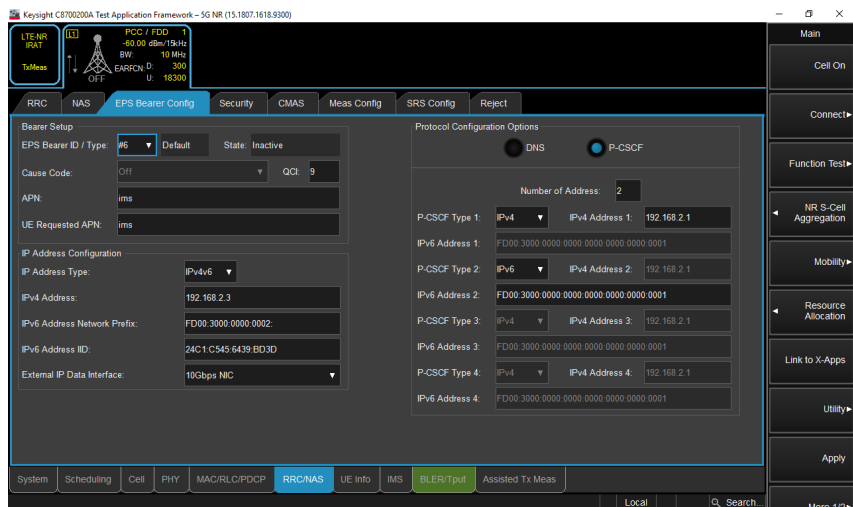 Keysight C8700200A Test Application Framework – 5G NR (15.1807.1618.9300)
LTE-NR
IRAT
TxMeas
L1
OFF
PCC / FDD 1
-60.00 dBm/15kHz
BW: 10 MHz
EARFCN: D: 300
U: 18300
RRC NAS EPS Bearer Config Security CMAS Meas Config SRS Config Reject
Bearer Setup
EPS Bearer ID / Type: #6 Default State: Inactive
Cause Code: Off QCI: 9
APN: ims
UE Requested APN: ims
IP Address Configuration
IP Address Type: IPv4v6
IPv4 Address: 192.168.2.3
IPv6 Address Network Prefix: FD00:3000:0000:0002:
IPv6 Address IID: 24C1:C545:6439:BD3D
External IP Data Interface: 10Gbps NIC
Protocol Configuration Options
DNS P-CSCF
Number of Address: 2
P-CSCF Type 1: IPv4 IPv4 Address 1: 192.168.2.1
IPv6 Address 1: FD00:3000:0000:0000:0000:0000:0000:0001
P-CSCF Type 2: IPv6 IPv4 Address 2: 192.168.2.1
IPv6 Address 2: FD00:3000:0000:0000:0000:0000:0000:0001
P-CSCF Type 3: IPv4 IPv4 Address 3: 192.168.2.1
IPv6 Address 3: FD00:3000:0000:0000:0000:0000:0000:0001
P-CSCF Type 4: IPv4 IPv4 Address 4: 192.168.2.1
IPv6 Address 4: FD00:3000:0000:0000:0000:0000:0000:0001
System Scheduling Cell PHY MAC/RLC/PDCP RRC/NAS UE Info IMS BLER/Tput Assisted Tx Meas
Local Search...
Main
Cell On
Connect
Function Test
NR S-Cell
Aggregation
Mobility
Resource
Allocation
Link to X-Apps
Utility
Apply
More 1/2